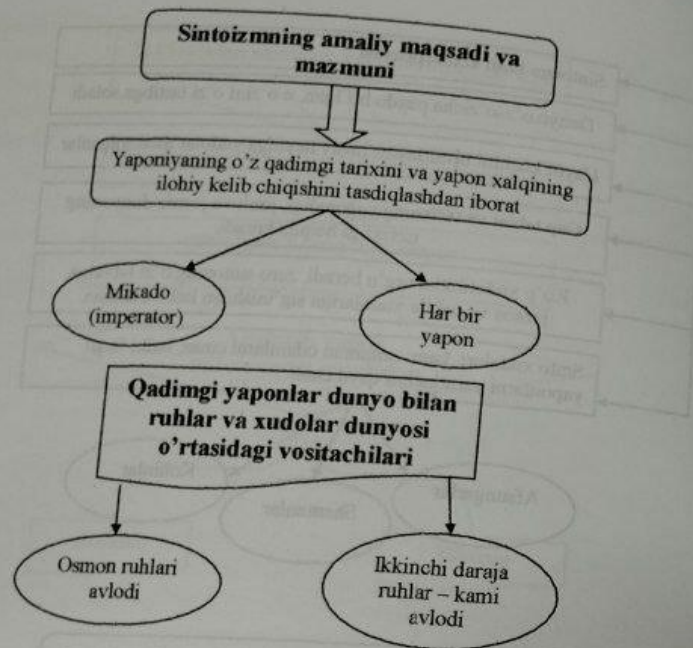 Sintoizmning amaliy maqsadi va
mazmuni
Yaponiyaning o’z qadimgi tarixini va yapon xalqining
ilohiy kelib chiqishini tasdiqlashdan iborat
Mikado
(imperator)
Har bir
yapon
Qadimgi yaponlar dunyo bilan
ruhlar va xudolar dunyosi
o’rtasidagi vositachilari
Osmon ruhlari
avlodi
Ikkinchi daraja
ruhlar – kami
avlodi